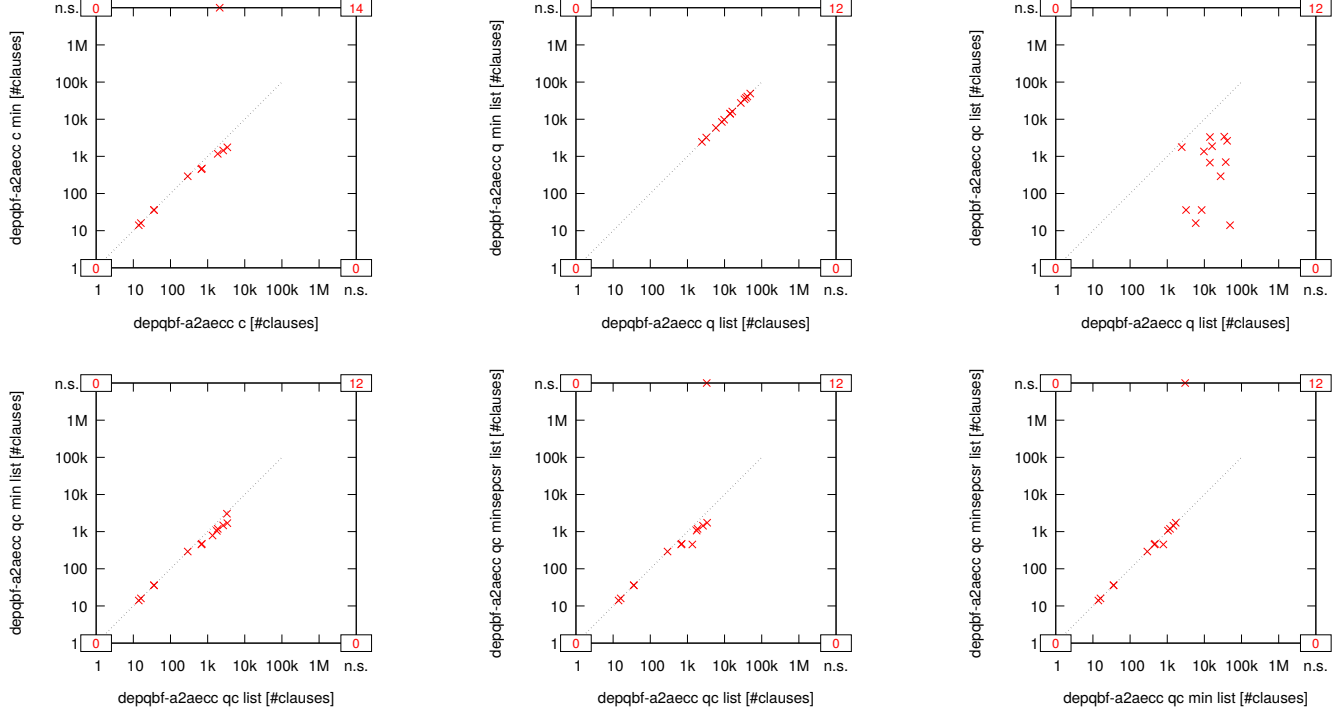 n.s. 0 14
1M
100k
10k
1k
100
10
1 0 0
1 10 100 1k 10k 100k 1M n.s.
depqbf-a2aecc c min [#clauses]
depqbf-a2aecc c [#clauses]
n.s. 0 12
1M
100k
10k
1k
100
10
1 0 0
1 10 100 1k 10k 100k 1M n.s.
depqbf-a2aecc q min list [#clauses]
depqbf-a2aecc q list [#clauses]
n.s. 0 12
1M
100k
10k
1k
100
10
1 0 0
1 10 100 1k 10k 100k 1M n.s.
depqbf-a2aecc qc list [#clauses]
depqbf-a2aecc q list [#clauses]
n.s. 0 12
1M
100k
10k
1k
100
10
1 0 0
1 10 100 1k 10k 100k 1M n.s.
depqbf-a2aecc qc min list [#clauses]
depqbf-a2aecc qc list [#clauses]
n.s. 0 12
1M
100k
10k
1k
100
10
1 0 0
1 10 100 1k 10k 100k 1M n.s.
depqbf-a2aecc qc minsepcsr list [#clauses]
depqbf-a2aecc qc list [#clauses]
n.s. 0 12
1M
100k
10k
1k
100
10
1 0 0
1 10 100 1k 10k 100k 1M n.s.
depqbf-a2aecc qc minsepcsr list [#clauses]
depqbf-a2aecc qc min list [#clauses]